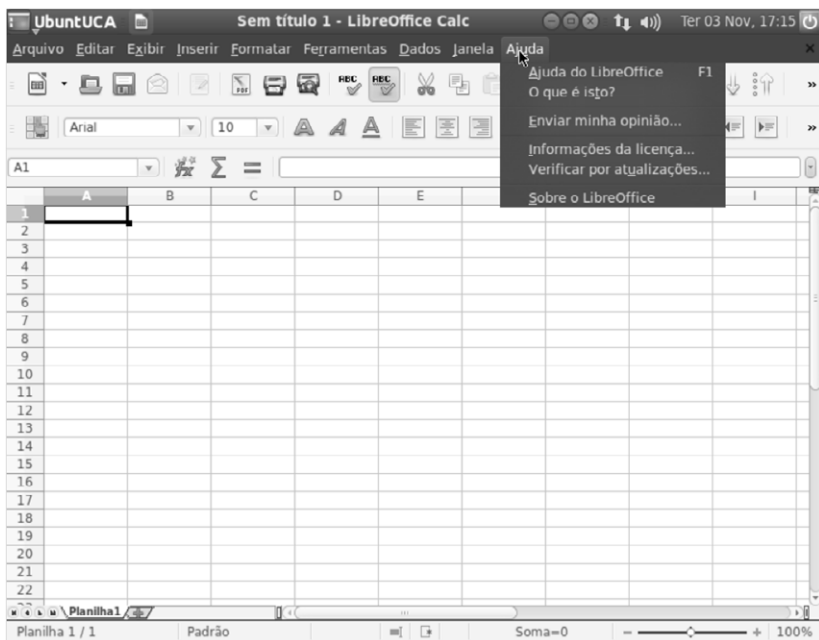 UbuntUCA Sem título 1 - LibreOffice Calc Ter 03 Nov, 17:15
Arquivo Editar Exibir Inserir Formatar Ferramentas Dados Janela Ajuda
Ajuda do LibreOffice F1
O que é isto?
Enviar minha opinião...
Informações da licença...
Verificar por atualizações...
Sobre o LibreOffice
ABC ABC
Arial 10
A1
A B C D E I
1
2
3
4
5
6
7
8
9
10
11
12
13
14
15
16
17
18
19
20
21
22
Planilha1
Planilha 1 / 1 Padrão Soma=0 100%